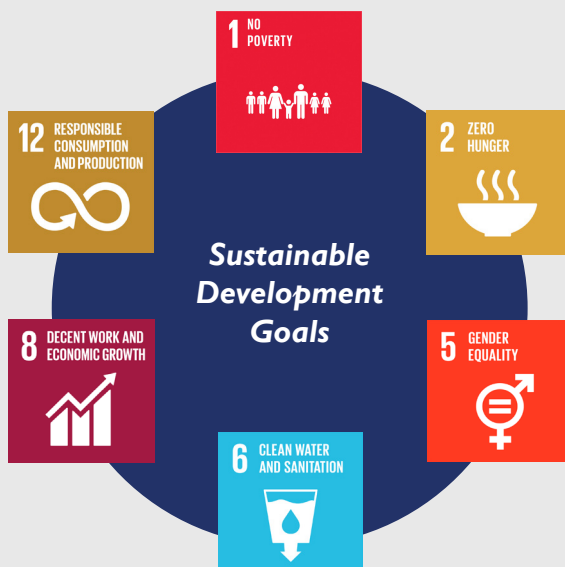 1 NO
POVERTY
2 ZERO
HUNGER
5 GENDER
EQUALITY
6 CLEAN WATER
AND SANITATION
8 DECENT WORK AND
ECONOMIC GROWTH
12 RESPONSIBLE
CONSUMPTION
AND PRODUCTION
Sustainable
Development
Goals